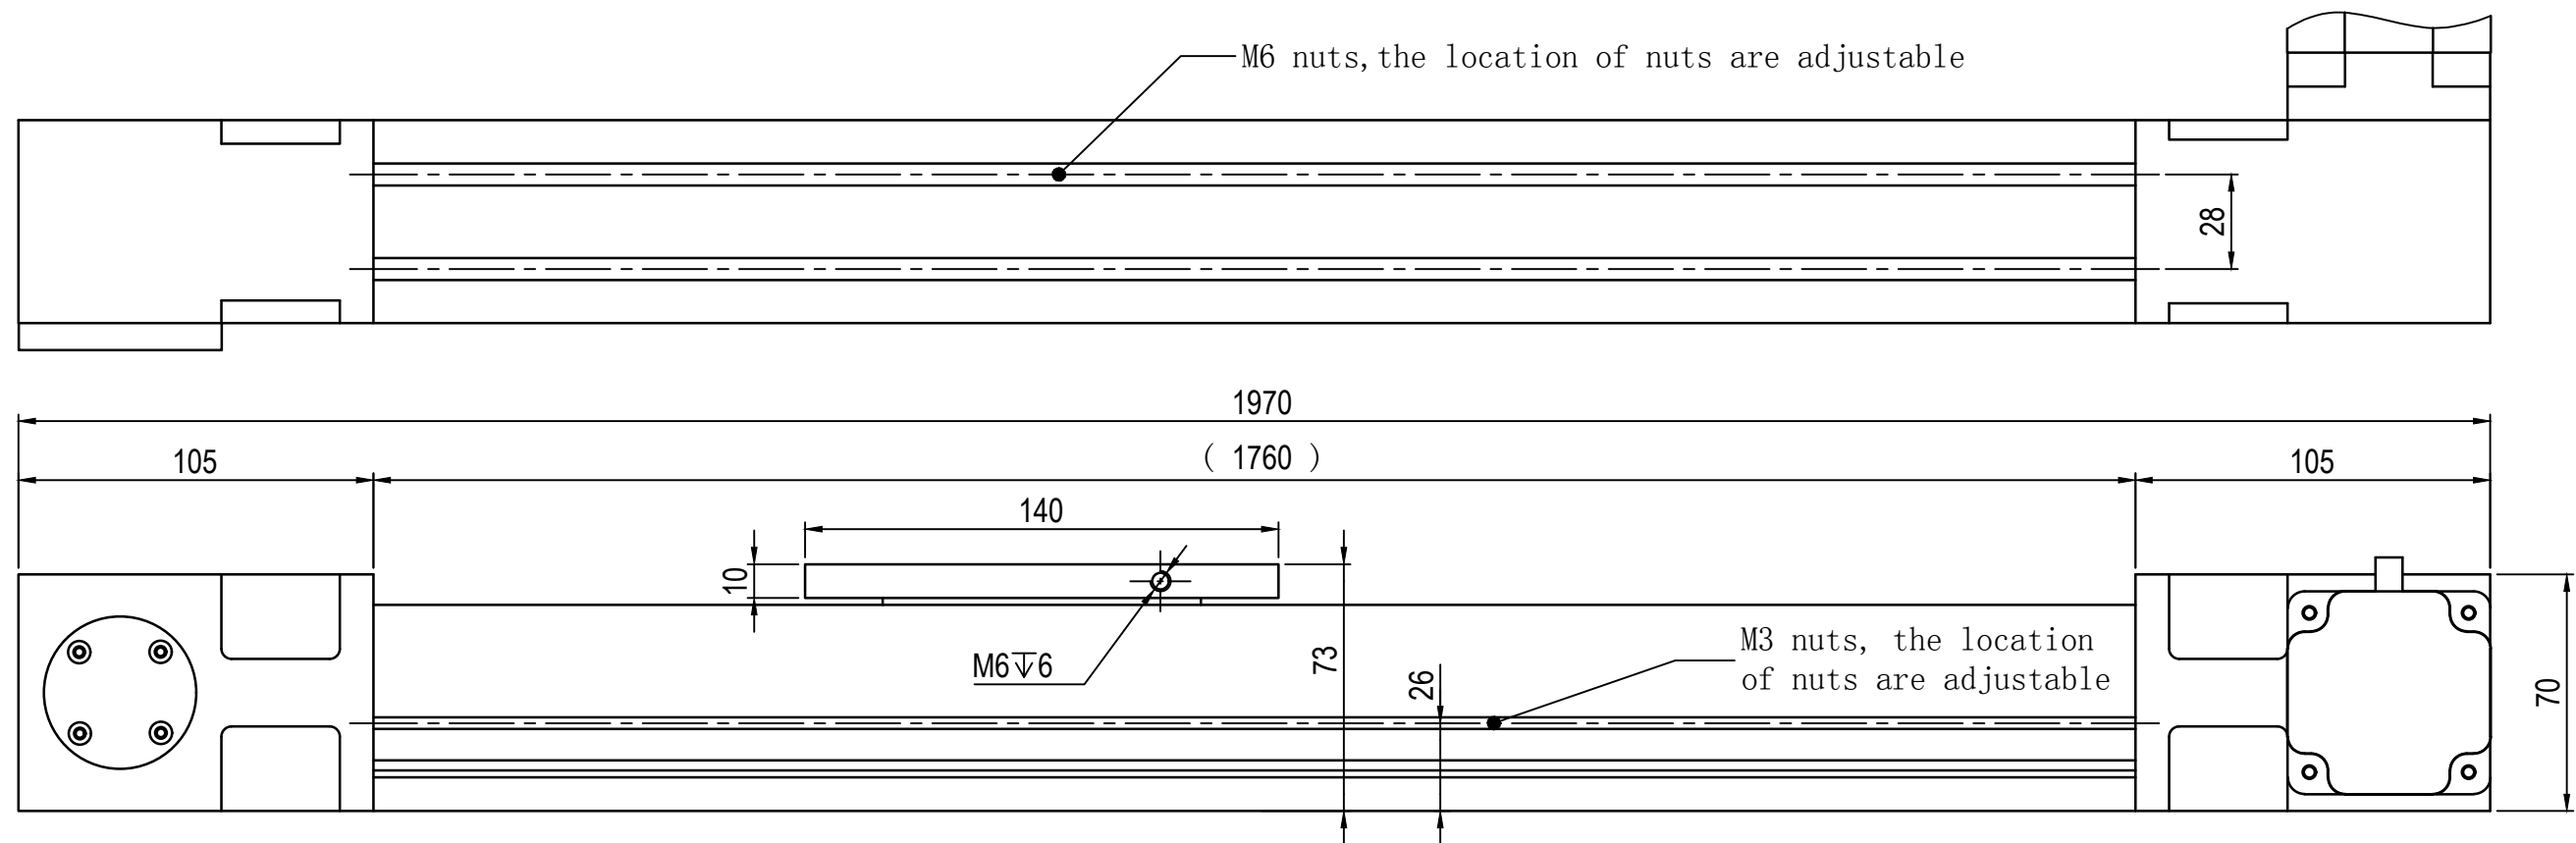 M6 nuts,the location of nuts are adjustable
28
1970
105
( 1760 )
105
140
10
M6↧6
73
26
M3 nuts, the location
of nuts are adjustable
70